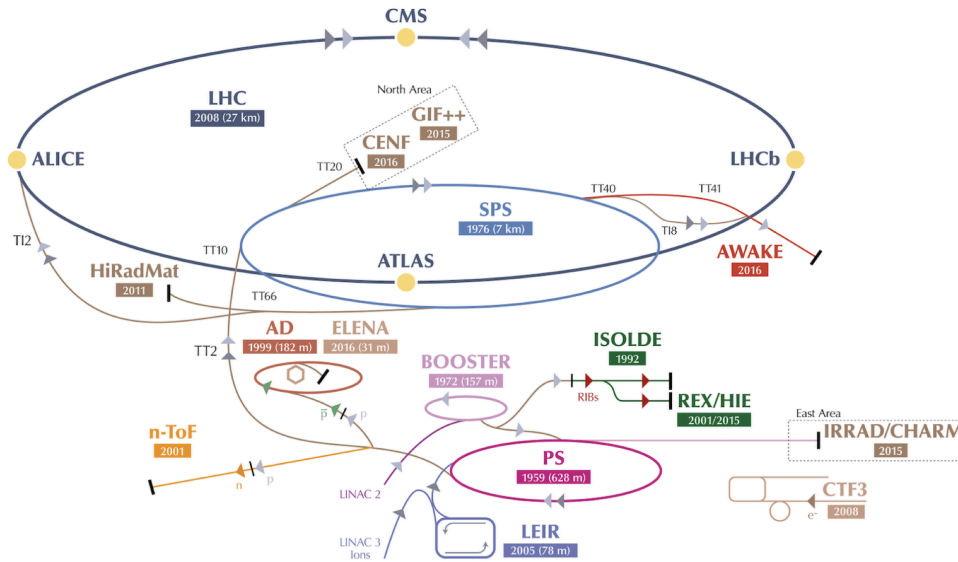 CMS
North Area
LHC
2008 (27 km)
GIF++
2015
CENF
2016
ALICE
LHCb
TT20
TT40
TT41
SPS
1976 (7 km)
TI8
TI2
TT10
AWAKE
2016
ATLAS
HiRadMat
2011
TT66
AD
1999 (182 m)
ELENA
2016 (31 m)
TT2
ISOLDE
1992
BOOSTER
1972 (157 m)
RIBs
REX/HIE
2001/2015
p
p
East Area
n-ToF
2001
IRRAD/CHARM
2015
PS
1959 (628 m)
n
p
LINAC 2
CTF3
2008
e-
LEIR
2005 (78 m)
LINAC 3
Ions